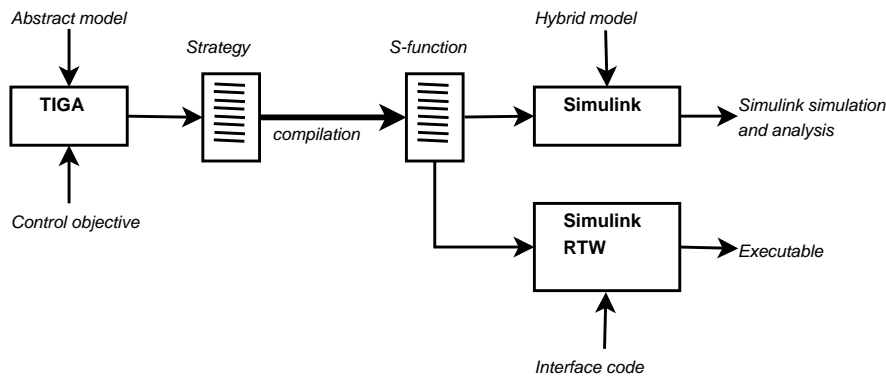 Abstract model
Hybrid model
Strategy
S-function
TIGA
compilation
Simulink
Simulink simulation
and analysis
Control objective
Simulink
RTW
Executable
Interface code